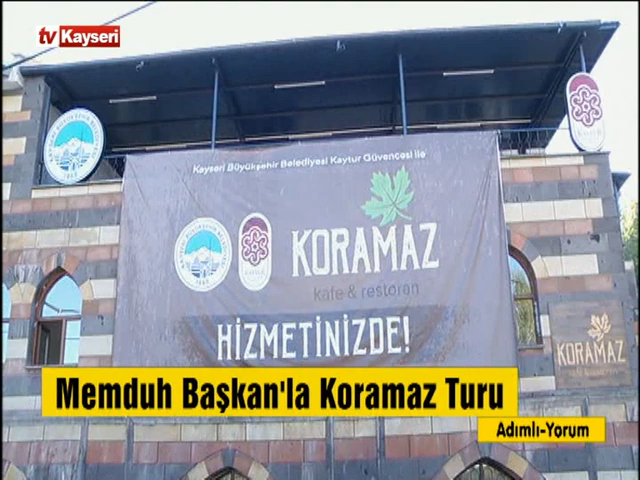 tv Kayseri
Kayseri Büyükşehir Belediyesi Kaytur Güvencesi ile
KORAMAZ
kafe & restoran
HİZMETİNİZDE!
KORAMAZ
Memduh Başkan'la Koramaz Turu
Adımlı-Yorum